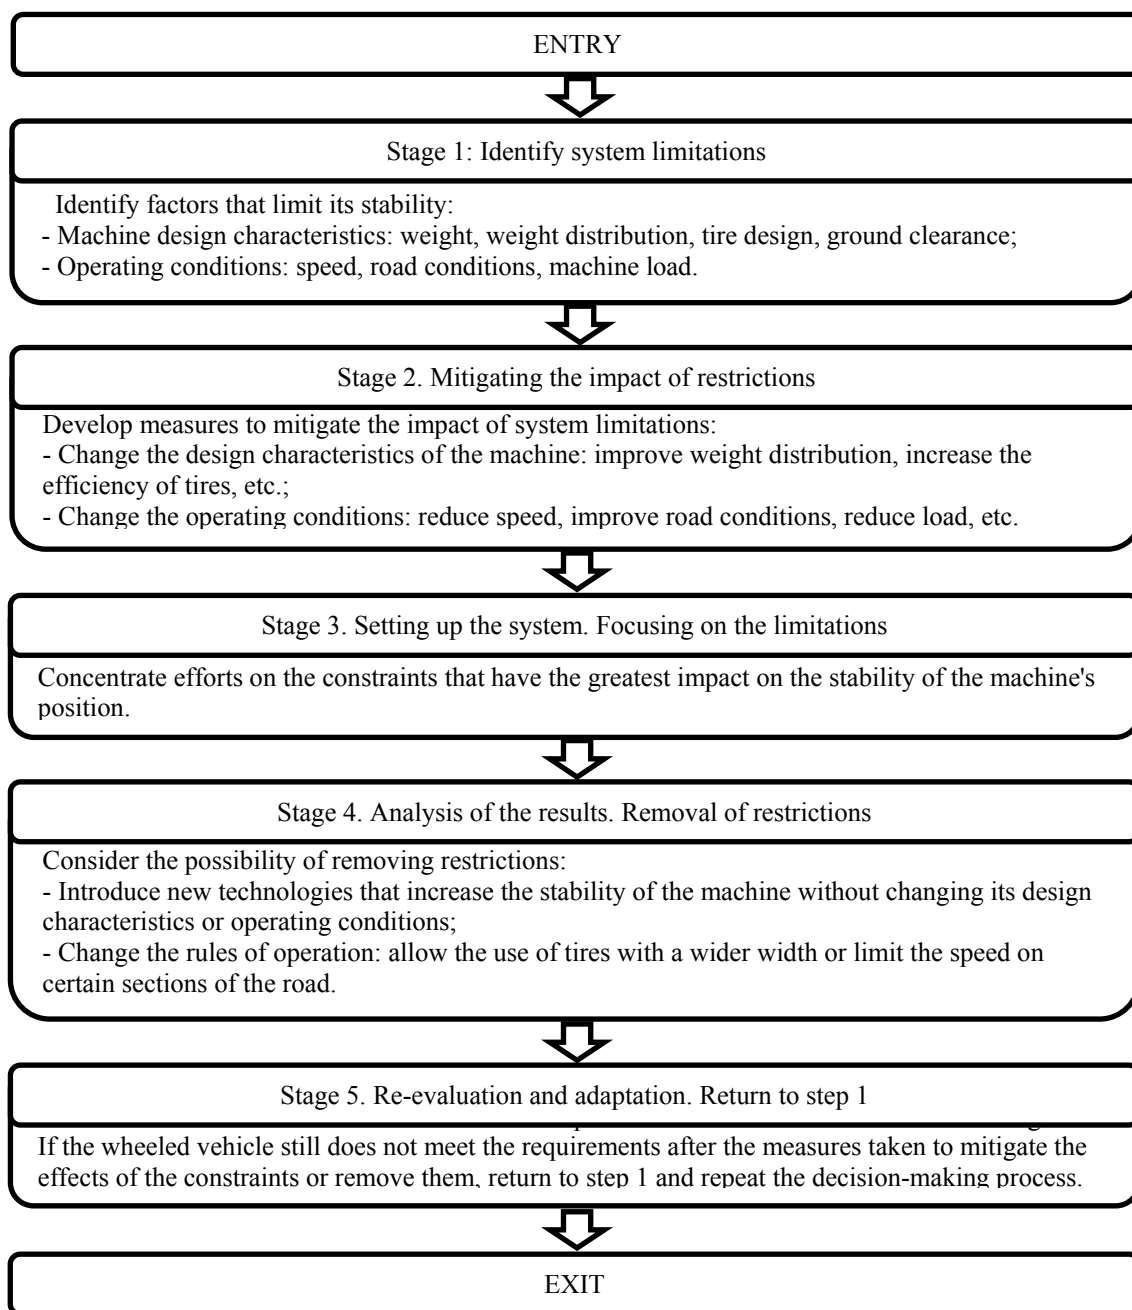 ENTRY
Stage 1: Identify system limitations
Identify factors that limit its stability:
- Machine design characteristics: weight, weight distribution, tire design, ground clearance;
- Operating conditions: speed, road conditions, machine load.
Stage 2. Mitigating the impact of restrictions
Develop measures to mitigate the impact of system limitations:
- Change the design characteristics of the machine: improve weight distribution, increase the
efficiency of tires, etc.;
- Change the operating conditions: reduce speed, improve road conditions, reduce load, etc.
Stage 3. Setting up the system. Focusing on the limitations
Concentrate efforts on the constraints that have the greatest impact on the stability of the machine's
position.
Stage 4. Analysis of the results. Removal of restrictions
Consider the possibility of removing restrictions:
- Introduce new technologies that increase the stability of the machine without changing its design
characteristics or operating conditions;
- Change the rules of operation: allow the use of tires with a wider width or limit the speed on
certain sections of the road.
Stage 5. Re-evaluation and adaptation. Return to step 1
If the wheeled vehicle still does not meet the requirements after the measures taken to mitigate the
effects of the constraints or remove them, return to step 1 and repeat the decision-making process.
EXIT